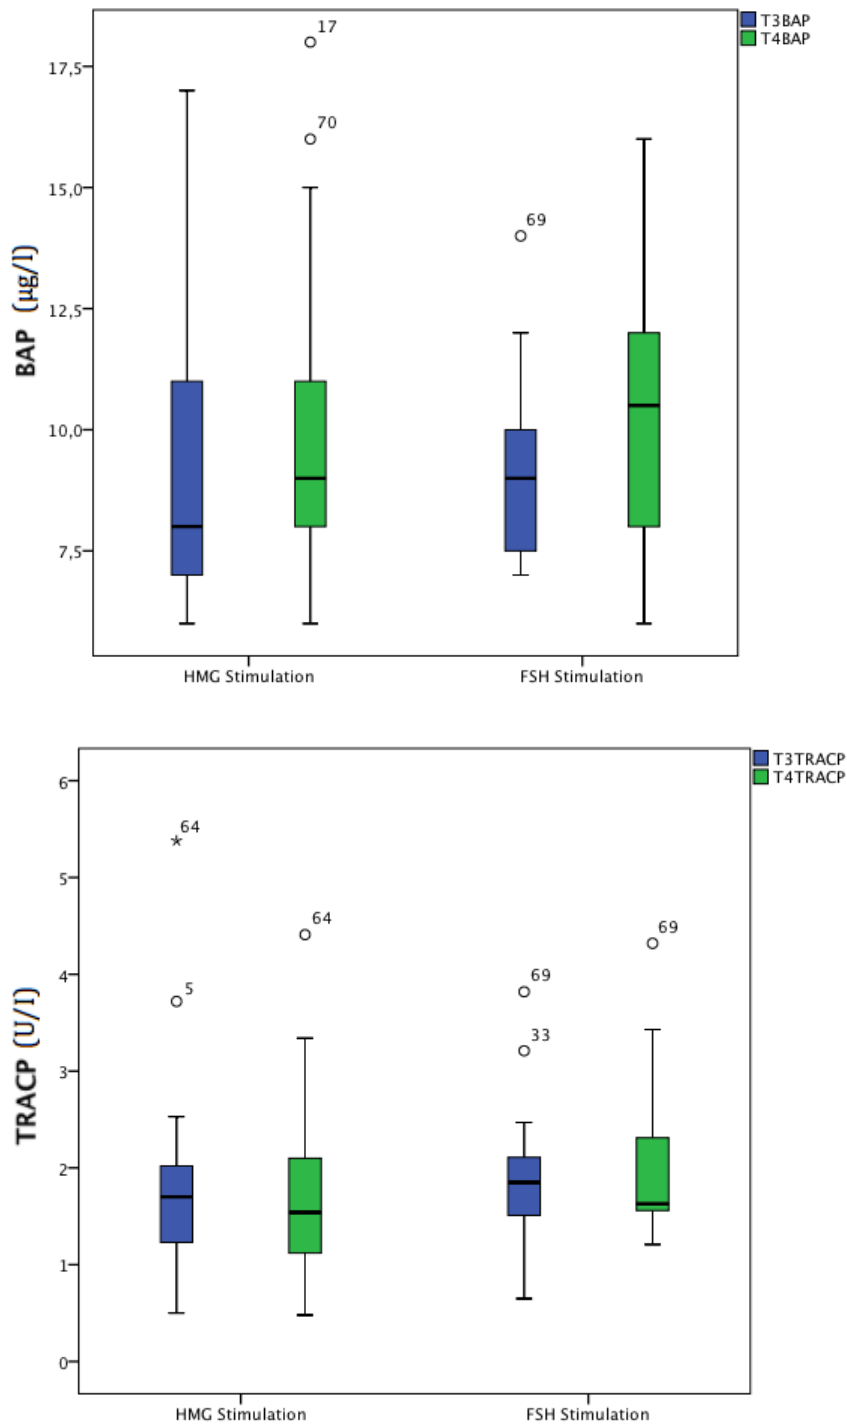 T3BAP
T4BAP
17
17,5
70
15,0
69
12,5
BAP (µg/l)
10,0
7,5
HMG Stimulation
FSH Stimulation
T3TRACP
T4TRACP
6
64
5
64
69
5
69
4
33
3
TRACP (U/I)
2
1
0
HMG Stimulation
FSH Stimulation